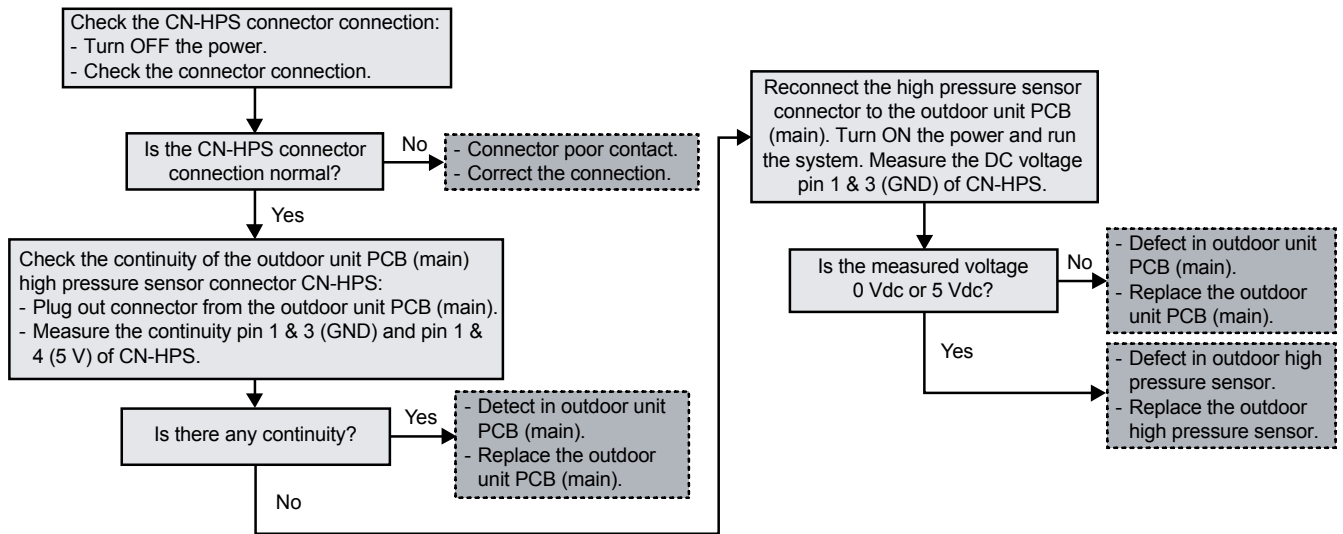 Check the CN-HPS connector connection:
- Turn OFF the power.
- Check the connector connection.
Is the CN-HPS connector
connection normal?
No
- Connector poor contact.
- Correct the connection.
Yes
Check the continuity of the outdoor unit PCB (main)
high pressure sensor connector CN-HPS:
- Plug out connector from the outdoor unit PCB (main).
- Measure the continuity pin 1 & 3 (GND) and pin 1 &
4 (5 V) of CN-HPS.
Is there any continuity?
Yes
- Detect in outdoor unit
PCB (main).
- Replace the outdoor
unit PCB (main).
No
Reconnect the high pressure sensor
connector to the outdoor unit PCB
(main). Turn ON the power and run
the system. Measure the DC voltage
pin 1 & 3 (GND) of CN-HPS.
Is the measured voltage
0 Vdc or 5 Vdc?
No
- Defect in outdoor unit
PCB (main).
- Replace the outdoor
unit PCB (main).
Yes
- Defect in outdoor high
pressure sensor.
- Replace the outdoor
high pressure sensor.